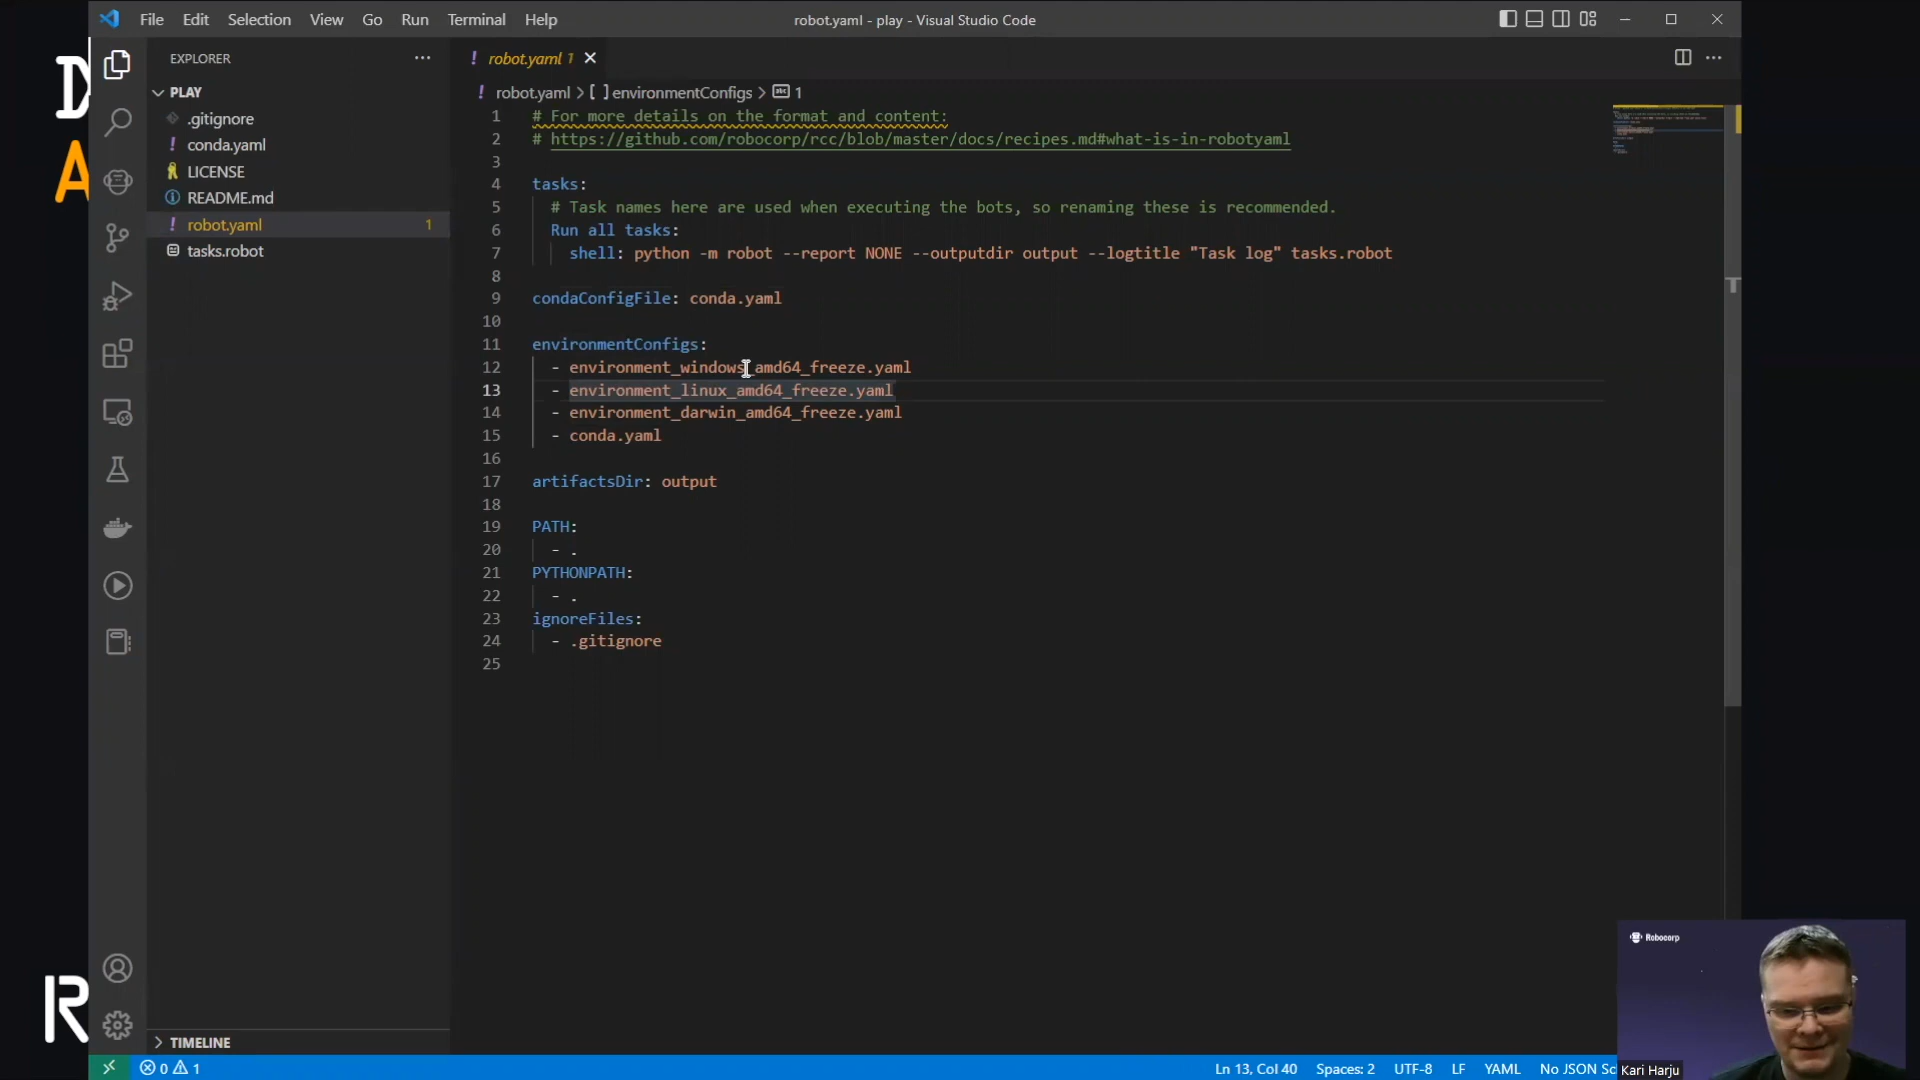 D
A
R
File Edit Selection View Go Run Terminal Help
robot.yaml - play - Visual Studio Code
EXPLORER
PLAY
.gitignore
conda.yaml
LICENSE
README.md
robot.yaml 1
tasks.robot
TIMELINE
robot.yaml 1
robot.yaml > [ ] environmentConfigs > abc 1
1 # For more details on the format and content:
2 # https://github.com/robocorp/rcc/blob/master/docs/recipes.md#what-is-in-robotyaml
3
4 tasks:
5 # Task names here are used when executing the bots, so renaming these is recommended.
6 Run all tasks:
7 shell: python -m robot --report NONE --outputdir output --logtitle "Task log" tasks.robot
8
9 condaConfigFile: conda.yaml
10
11 environmentConfigs:
12 - environment_windows_amd64_freeze.yaml
13 - environment_linux_amd64_freeze.yaml
14 - environment_darwin_amd64_freeze.yaml
15 - conda.yaml
16
17 artifactsDir: output
18
19 PATH:
20 - .
21 PYTHONPATH:
22 - .
23 ignoreFiles:
24 - .gitignore
25
Robocorp
Kari Harju
0 1
Ln 13, Col 40 Spaces: 2 UTF-8 LF YAML No JSON Sc